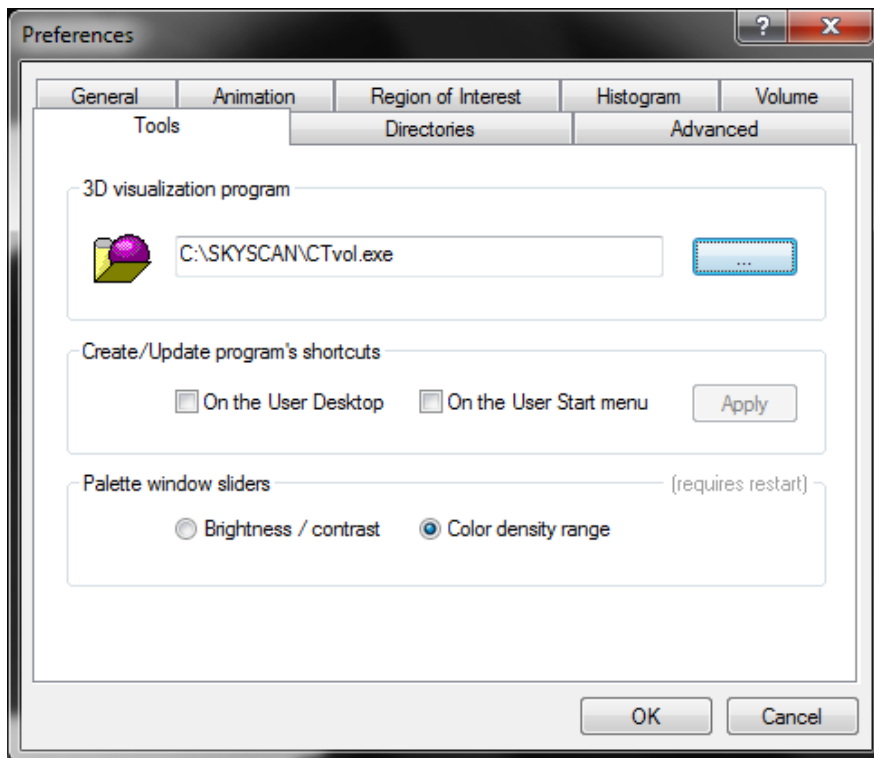 Preferences
?
X
General Animation Region of Interest Histogram Volume
Tools Directories Advanced
3D visualization program
C:\SKYSCAN\CTvol.exe ...
Create/Update program's shortcuts
On the User Desktop On the User Start menu Apply
Palette window sliders (requires restart)
Brightness / contrast Color density range
OK Cancel